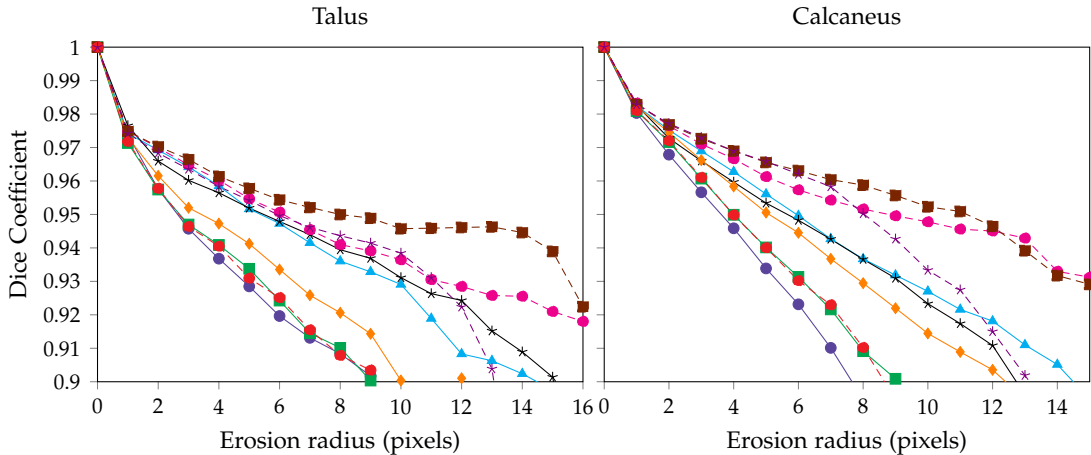 Talus
Calcaneus
Dice Coefficient
1
0.99
0.98
0.97
0.96
0.95
0.94
0.93
0.92
0.91
0.9
0 2 4 6 8 10 12 14 16
0 2 4 6 8 10 12 14
Erosion radius (pixels)
Erosion radius (pixels)